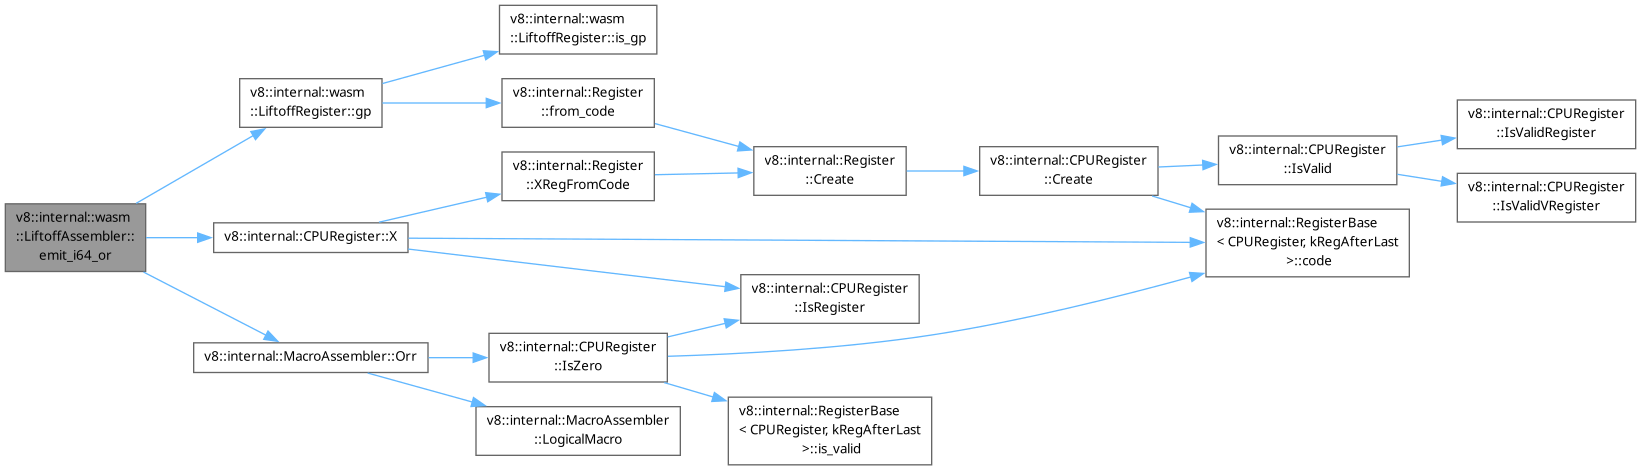 v8::internal::wasm
::LiftoffRegister::is_gp
v8::internal::wasm
::LiftoffRegister::gp
v8::internal::Register
::from_code
v8::internal::CPURegister
::IsValidRegister
v8::internal::CPURegister
::IsValid
v8::internal::Register
::XRegFromCode
v8::internal::Register
::Create
v8::internal::CPURegister
::Create
v8::internal::CPURegister
::IsValidVRegister
v8::internal::wasm
::LiftoffAssembler::
emit_i64_or
v8::internal::CPURegister::X
v8::internal::RegisterBase
< CPURegister, kRegAfterLast
>::code
v8::internal::CPURegister
::IsRegister
v8::internal::MacroAssembler::Orr
v8::internal::CPURegister
::IsZero
v8::internal::MacroAssembler
::LogicalMacro
v8::internal::RegisterBase
< CPURegister, kRegAfterLast
>::is_valid